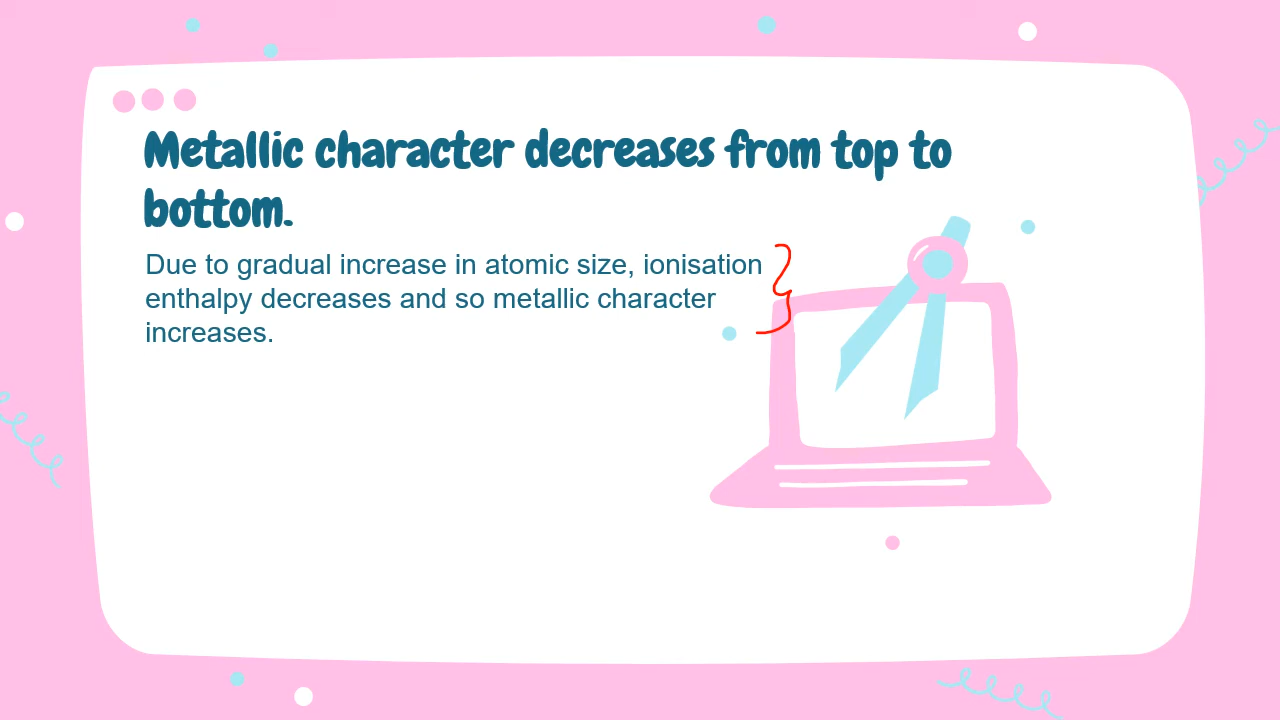 Metallic character decreases from top to
bottom.
Due to gradual increase in atomic size, ionisation
enthalpy decreases and so metallic character
increases.